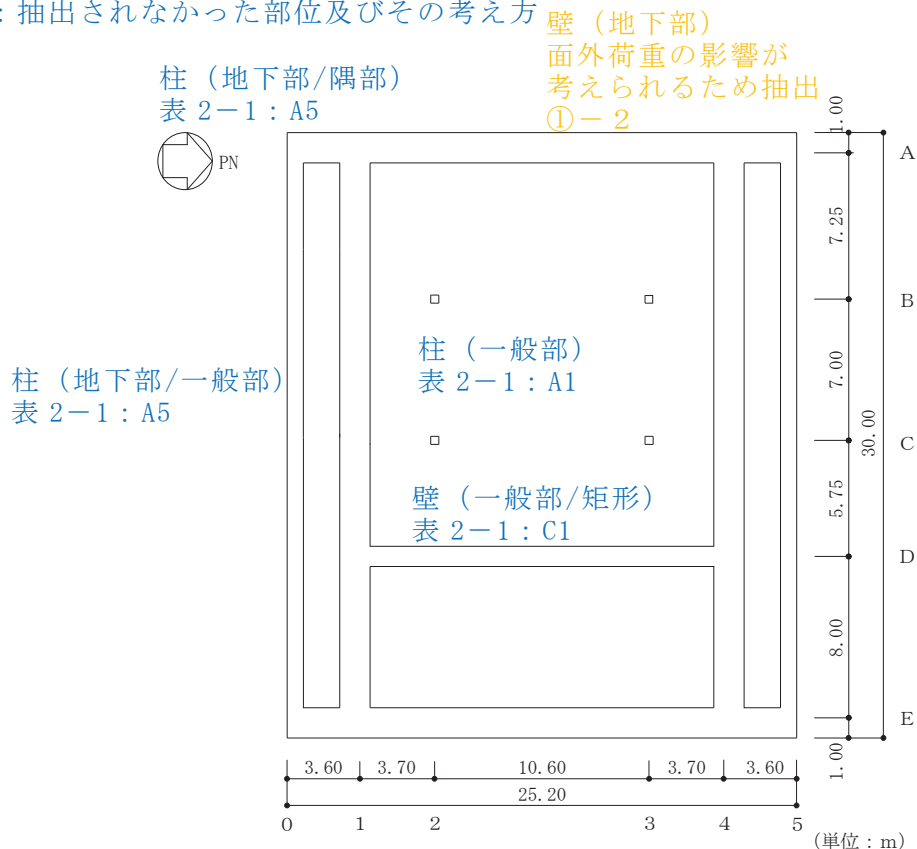 ：抽出されなかった部位及びその考え方
壁（地下部）
面外荷重の影響が
考えられるため抽出
①－2
柱（地下部/隅部）
表 2－1：A5
PN
1.00
A
7.25
B
柱（一般部）
表 2－1：A1
7.00
柱（地下部/一般部）
表 2－1：A5
30.00
C
壁（一般部/矩形）
表 2－1：C1
5.75
D
8.00
E
1.00
3.60 3.70 10.60 3.70 3.60
25.20
0 1 2 3 4 5
(単位：m)